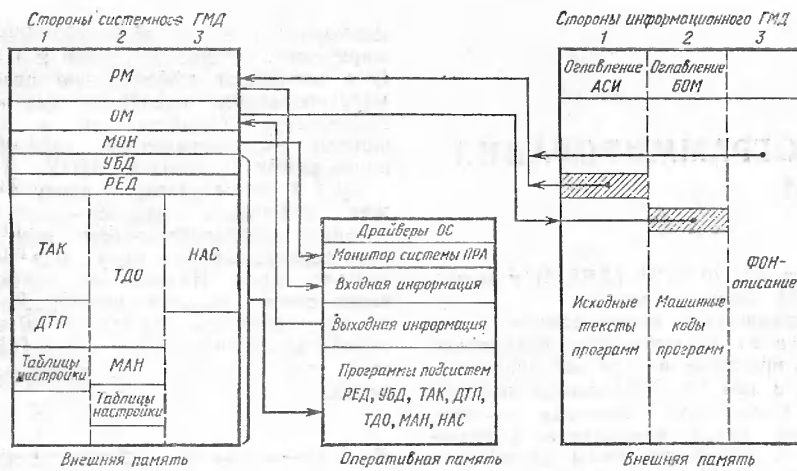 Стороны системного ГМД
1 2 3
РМ
ОМ
МОН
УБД
РЕД
ТАК
ТДО
НАС
ДТП
Таблицы
настройки
МАН
Таблицы
настройки
Внешняя память
Драйверы ОС
Монитор системы ПРА
Входная информация
Выходная информация
Программы подсистем
РЕД, УБД, ТАК, ДТП,
ТДО, МАН, НАС
Оперативная память
Стороны информационного ГМД
1 2 3
Оглавление
АСИ
Оглавление
БОМ
ФОН-
описание
Исходные
тексты
программ
Машинные
коды
программ
Внешняя память